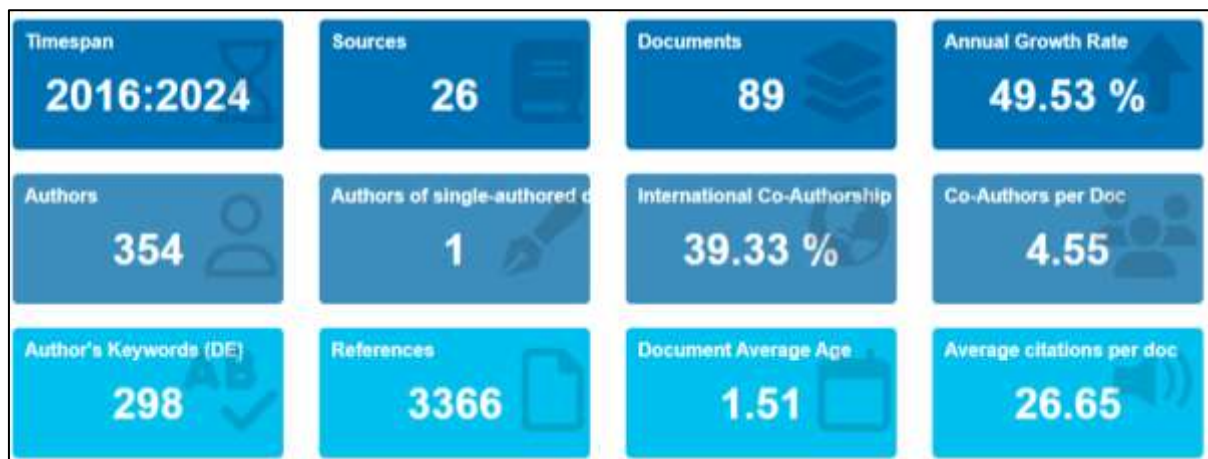 Timespan
2016:2024
Sources
26
Documents
89
Annual Growth Rate
49.53 %
Authors
354
Authors of single-authored d
1
International Co-Authorship
39.33 %
Co-Authors per Doc
4.55
Author's Keywords (DE)
298
AB
References
3366
Document Average Age
1.51
Average citations per doc
26.65